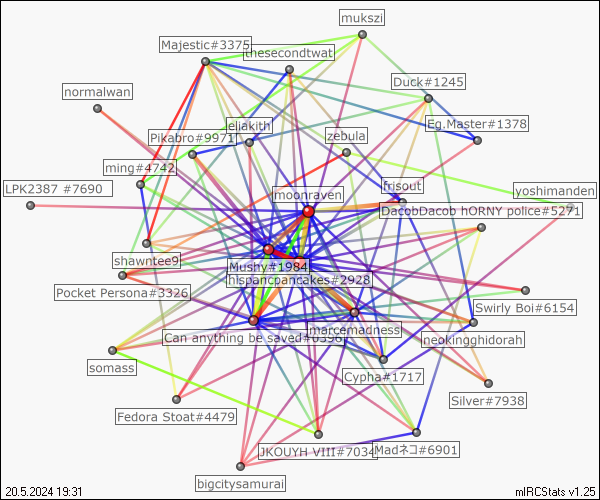 mukszi
Majestic#3375
thesecondtwat
Duck#1245
normalwan
Eg.Master#1378
eliakith
Pikabro#9971
zebula
ming#4742
LPK2387 #7690
moonraven
frisout
yoshimanden
DacobDacob hORNY police#5271
shawntee9
Mushy#1984
hispancpancakes#2928
Pocket Persona#3326
Swirly Boi#6154
marcemadness
Can anything be saved#0396
neokingghidorah
somass
Cypha#1717
Silver#7938
Fedora Stoat#4479
JKOUYH VIII#7034
Madネコ#6901
bigcitysamurai
20.5.2024 19:31
mIRCStats v1.25